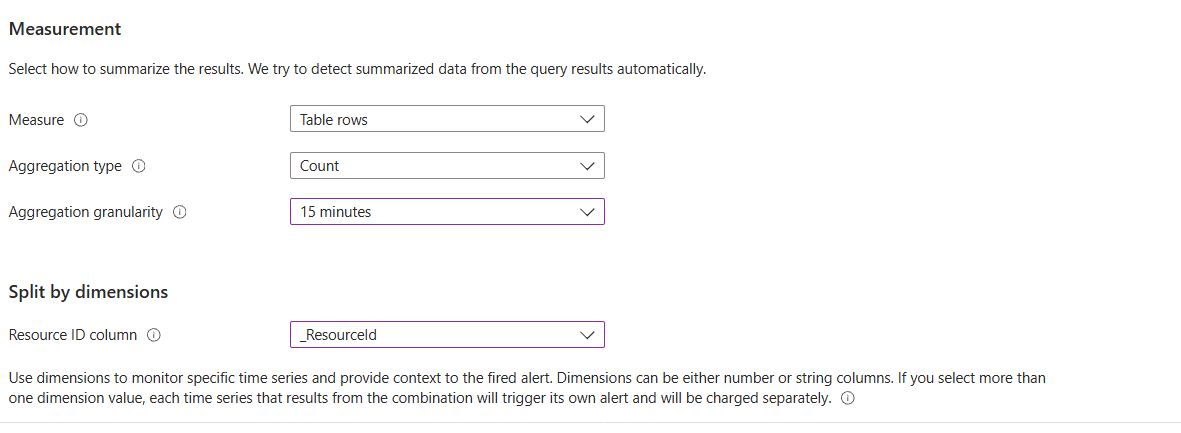 Measurement
Select how to summarize the results. We try to detect summarized data from the query results automatically.
Measure
Table rows
Aggregation type
Count
Aggregation granularity
15 minutes
Split by dimensions
Resource ID column
_ResourceId
Use dimensions to monitor specific time series and provide context to the fired alert. Dimensions can be either number or string columns. If you select more than
one dimension value, each time series that results from the combination will trigger its own alert and will be charged separately.